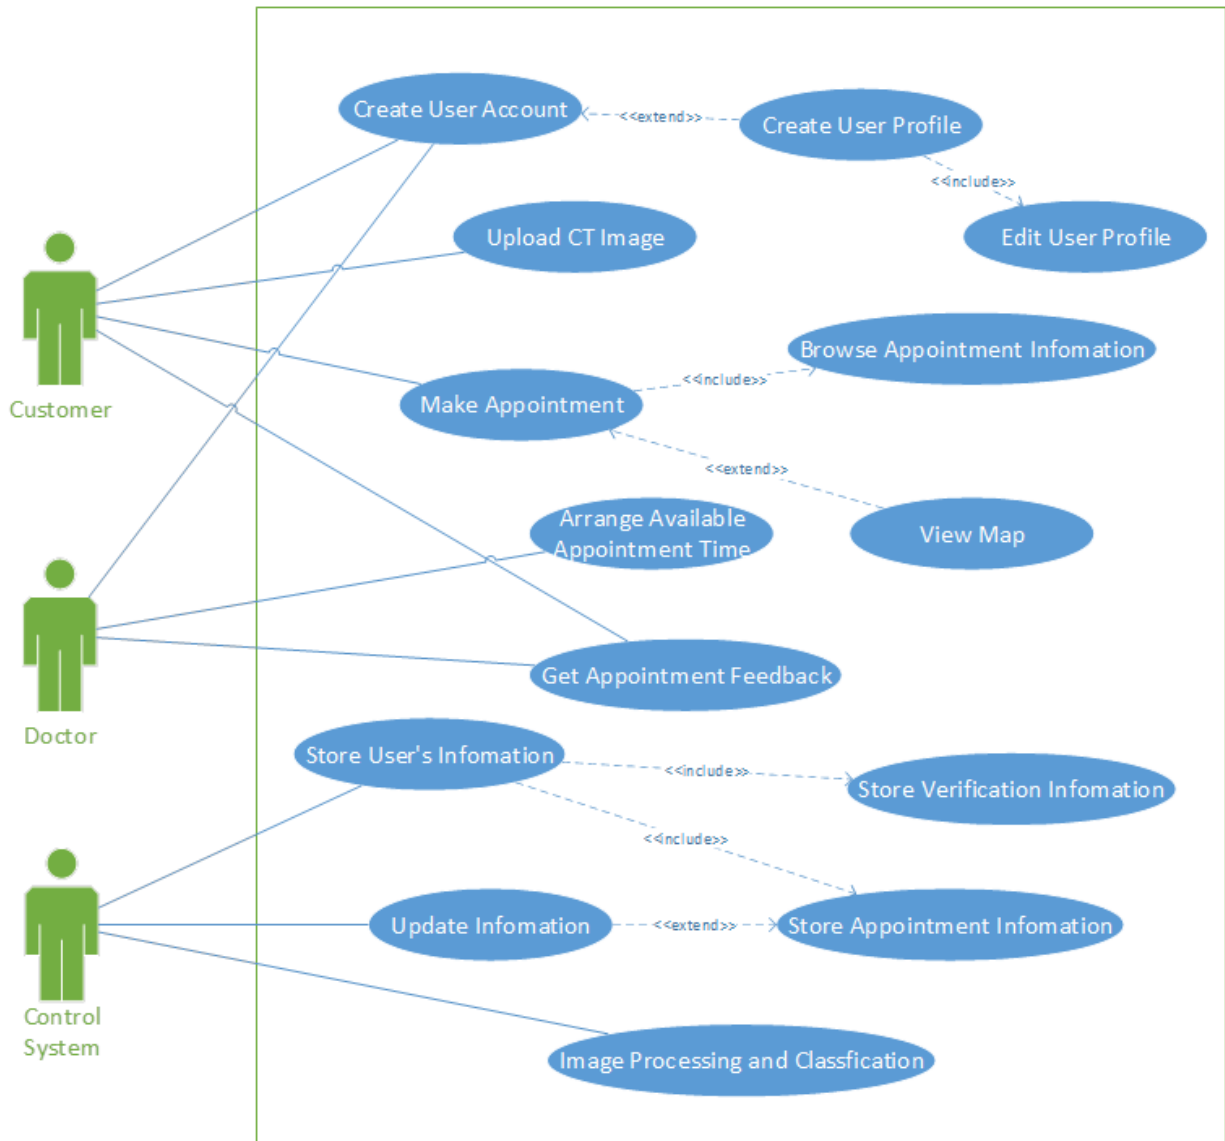 Create User Account
<<extend>>
Create User Profile
<<include>>
Upload CT Image
Edit User Profile
Customer
Browse Appointment Infomation
<<include>>
Make Appointment
<<extend>>
Arrange Available
Appointment Time
View Map
Doctor
Get Appointment Feedback
Store User's Infomation
<<include>>
Store Verification Infomation
<<include>>
Update Infomation
<<extend>>
Store Appointment Infomation
Control
System
Image Processing and Classfication